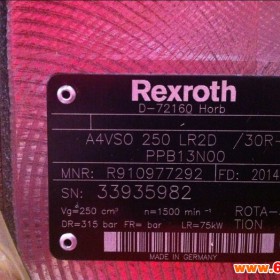 Rexroth
D-72160 Horb
A4VSO 250 LR2D /30R-
PPB13N00
MNR: R910977292 FD: 2014
SN: 33935982
Vg=250 cm³ n=1500 min⁻¹ ROTA-
DR=315 bar FR= bar LR=75kW TION
MADE IN GERMANY